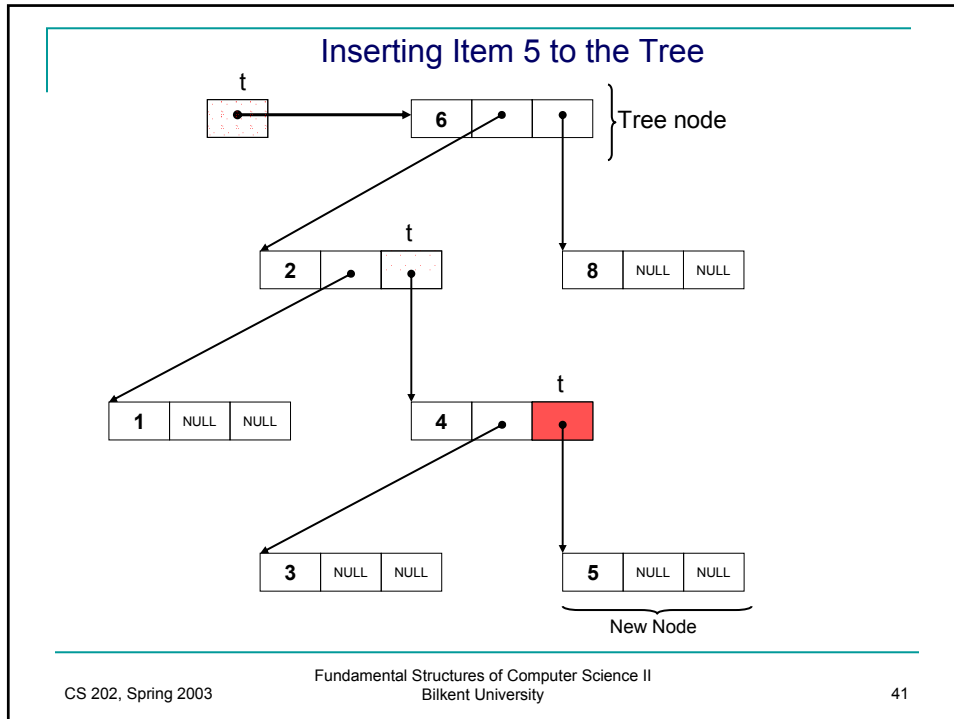 Inserting Item 5 to the Tree
t
6
Tree node
t
2
8 NULL NULL
t
1 NULL NULL
4
3 NULL NULL
5 NULL NULL
New Node
CS 202, Spring 2003
Fundamental Structures of Computer Science II
Bilkent University
41